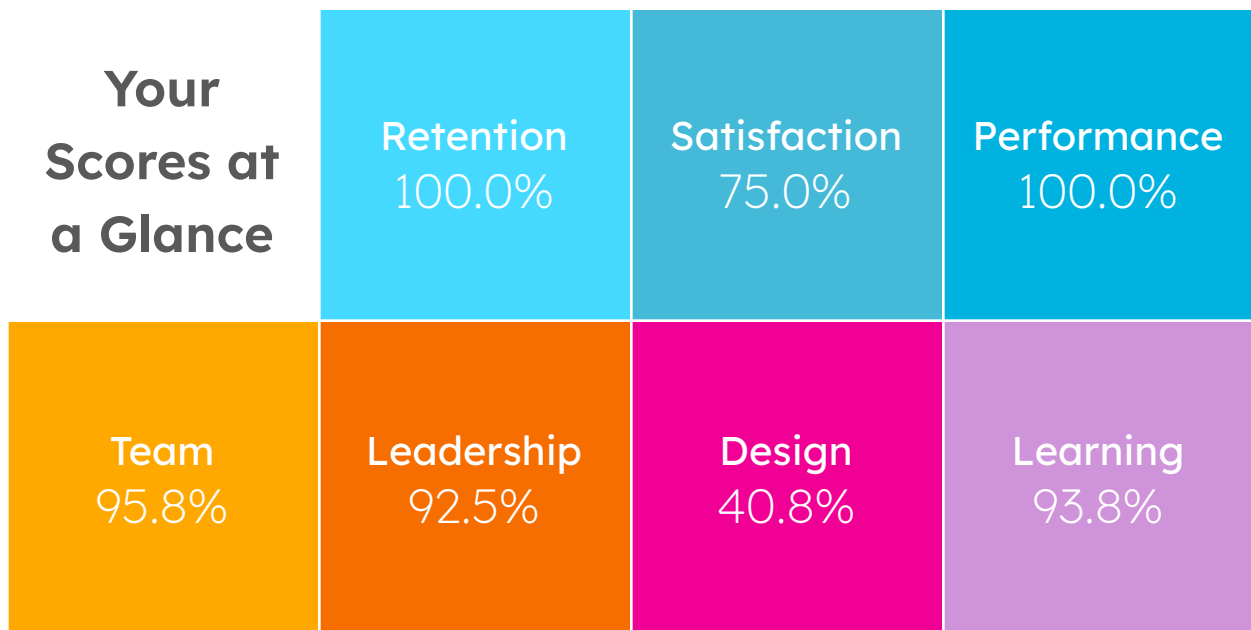 Your
Scores at
a Glance
Retention
100.0%
Satisfaction
75.0%
Performance
100.0%
Team
95.8%
Leadership
92.5%
Design
40.8%
Learning
93.8%